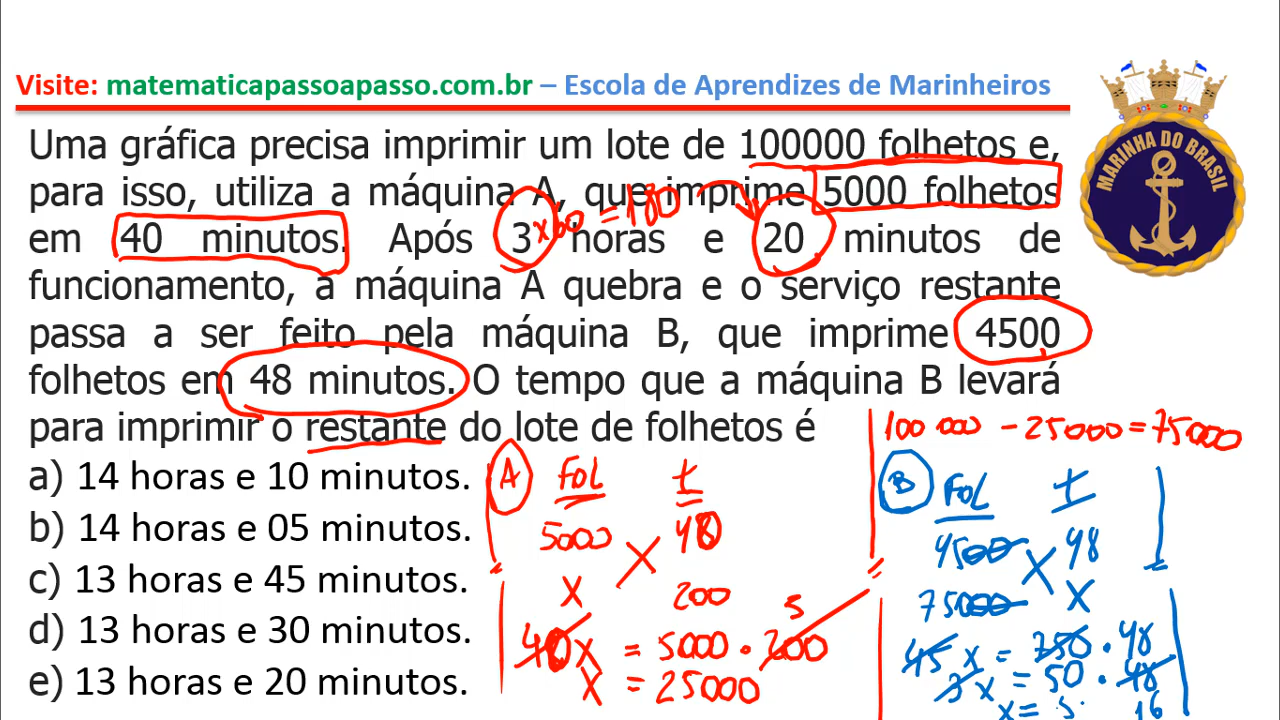 Visite: matematicapassoapasso.com.br – Escola de Aprendizes de Marinheiros
MARINHA DO BRASIL
Uma gráfica precisa imprimir um lote de 100000 folhetos e,
para isso, utiliza a máquina A, que imprime 5000 folhetos
em 40 minutos. Após 3 horas e 20 minutos de
x60 = 180
funcionamento, a máquina A quebra e o serviço restante
passa a ser feito pela máquina B, que imprime 4500
folhetos em 48 minutos. O tempo que a máquina B levará
para imprimir o restante do lote de folhetos é
100 000 - 25000 = 75000
a) 14 horas e 10 minutos.
b) 14 horas e 05 minutos.
c) 13 horas e 45 minutos.
d) 13 horas e 30 minutos.
e) 13 horas e 20 minutos.
A FOL t
5000 40
x 200
40x = 5000 . 200
5
x = 25000
B FOL t
4500 48
75000 x
45x = 750 . 48
3x = 50 . 48
x = 16